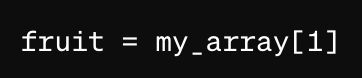 fruit = my_array[1]